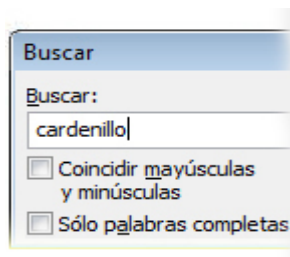 Buscar
Buscar:
cardenillo
Coincidir mayúsculas
y minúsculas
Sólo palabras completas